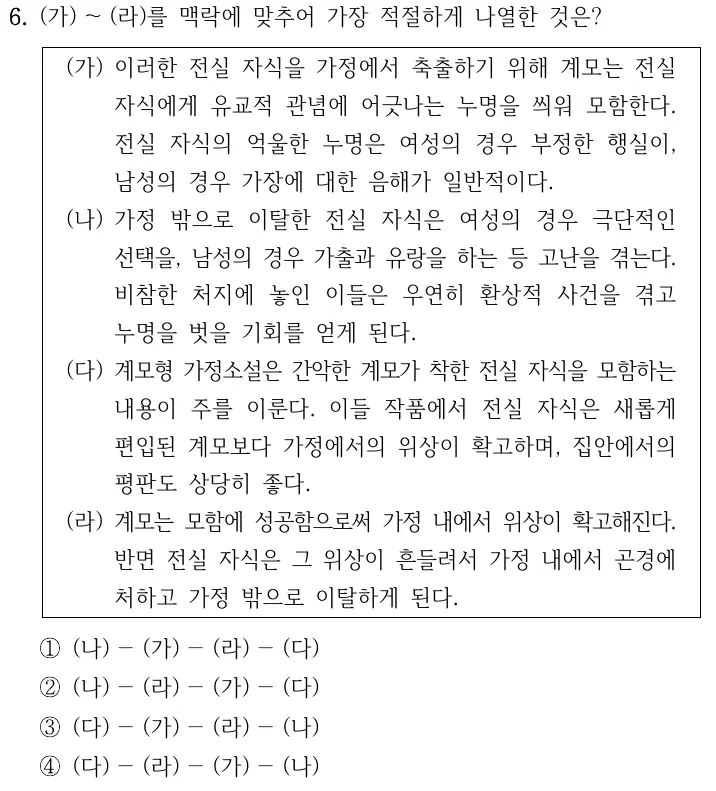 6. (가) ~ (라)를 맥락에 맞추어 가장 적절하게 나열한 것은?
(가) 이러한 전실 자식을 가정에서 축출하기 위해 계모는 전실
자식에게 유교적 관념에 어긋나는 누명을 씌워 모함한다.
전실 자식의 억울한 누명은 여성의 경우 부정한 행실이,
남성의 경우 가장에 대한 음해가 일반적이다.
(나) 가정 밖으로 이탈한 전실 자식은 여성의 경우 극단적인
선택을, 남성의 경우 가출과 유랑을 하는 등 고난을 겪는다.
비참한 처지에 놓인 이들은 우연히 환상적 사건을 겪고
누명을 벗을 기회를 얻게 된다.
(다) 계모형 가정소설은 간악한 계모가 착한 전실 자식을 모함하는
내용이 주를 이룬다. 이들 작품에서 전실 자식은 새롭게
편입된 계모보다 가정에서의 위상이 확고하며, 집안에서의
평판도 상당히 좋다.
(라) 계모는 모함에 성공함으로써 가정 내에서 위상이 확고해진다.
반면 전실 자식은 그 위상이 흔들려서 가정 내에서 곤경에
처하고 가정 밖으로 이탈하게 된다.
① (나) － (가) － (라) － (다)
② (나) － (라) － (가) － (다)
③ (다) － (가) － (라) － (나)
④ (다) － (라) － (가) － (나)